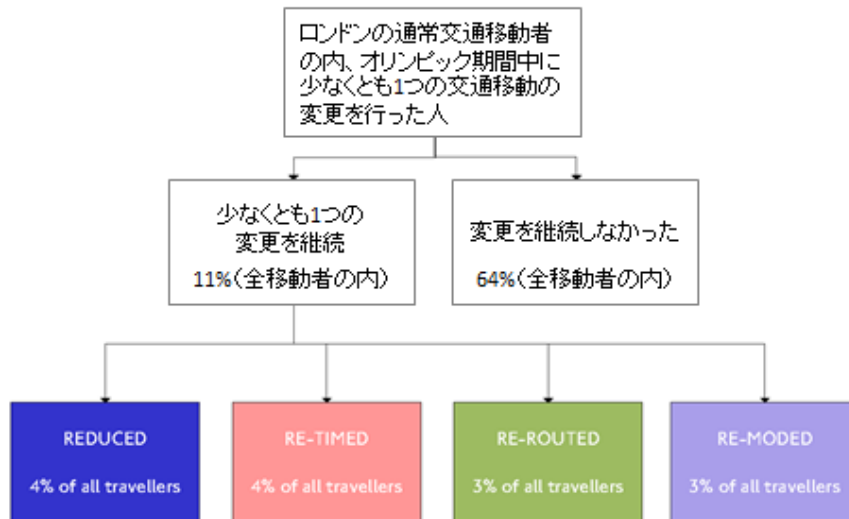 ロンドンの通常交通移動者
の内、オリンピック期間中に
少なくとも1つの交通移動の
変更を行った人
少なくとも1つの
変更を継続
11%(全移動者の内)
変更を継続しなかった
64%(全移動者の内)
REDUCED
4% of all travellers
RE-TIMED
4% of all travellers
RE-ROUTED
3% of all travellers
RE-MODED
3% of all travellers